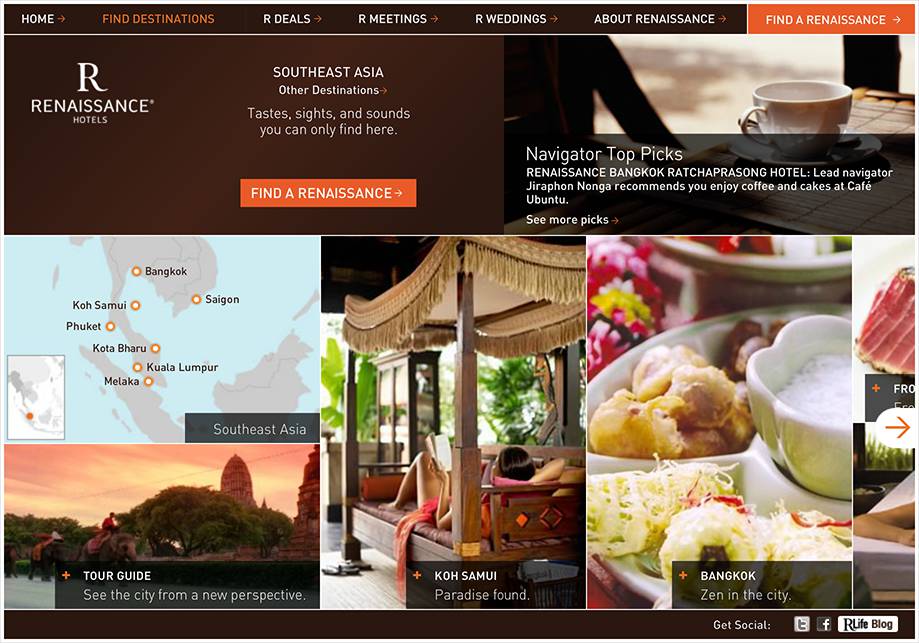 HOME
FIND DESTINATIONS
R DEALS
R MEETINGS
R WEDDINGS
ABOUT RENAISSANCE
FIND A RENAISSANCE
R
RENAISSANCE®
HOTELS
SOUTHEAST ASIA
Other Destinations
Tastes, sights, and sounds
you can only find here.
FIND A RENAISSANCE
Navigator Top Picks
RENAISSANCE BANGKOK RATCHAPRASONG HOTEL: Lead navigator
Jiraphon Nonga recommends you enjoy coffee and cakes at Café
Ubuntu.
See more picks
Bangkok
Saigon
Koh Samui
Phuket
Kota Bharu
Kuala Lumpur
Melaka
Southeast Asia
+ TOUR GUIDE
See the city from a new perspective.
+ KOH SAMUI
Paradise found.
+ BANGKOK
Zen in the city.
+ FRO
Get Social:
RLife Blog